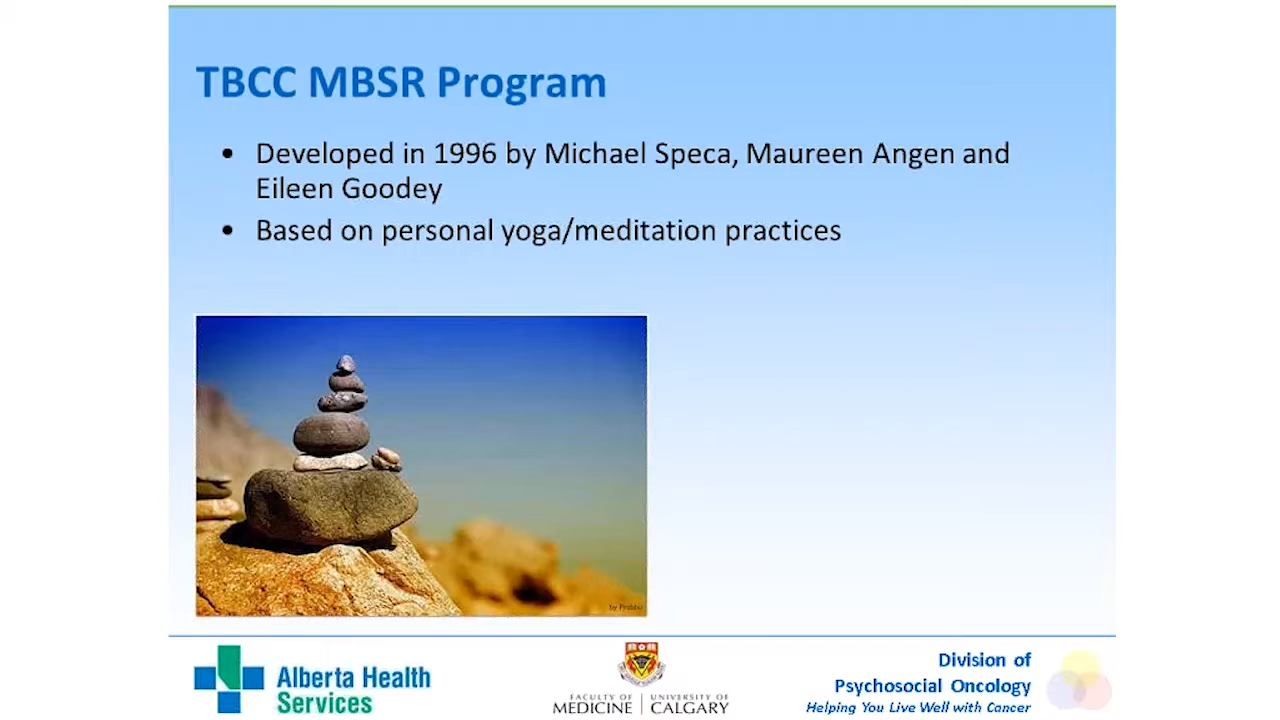 TBCC MBSR Program
• Developed in 1996 by Michael Speca, Maureen Angen and
Eileen Goodey
• Based on personal yoga/meditation practices
by Prabhu
Alberta Health
Services
FACULTY OF
MEDICINE
UNIVERSITY OF
CALGARY
Division of
Psychosocial Oncology
Helping You Live Well with Cancer